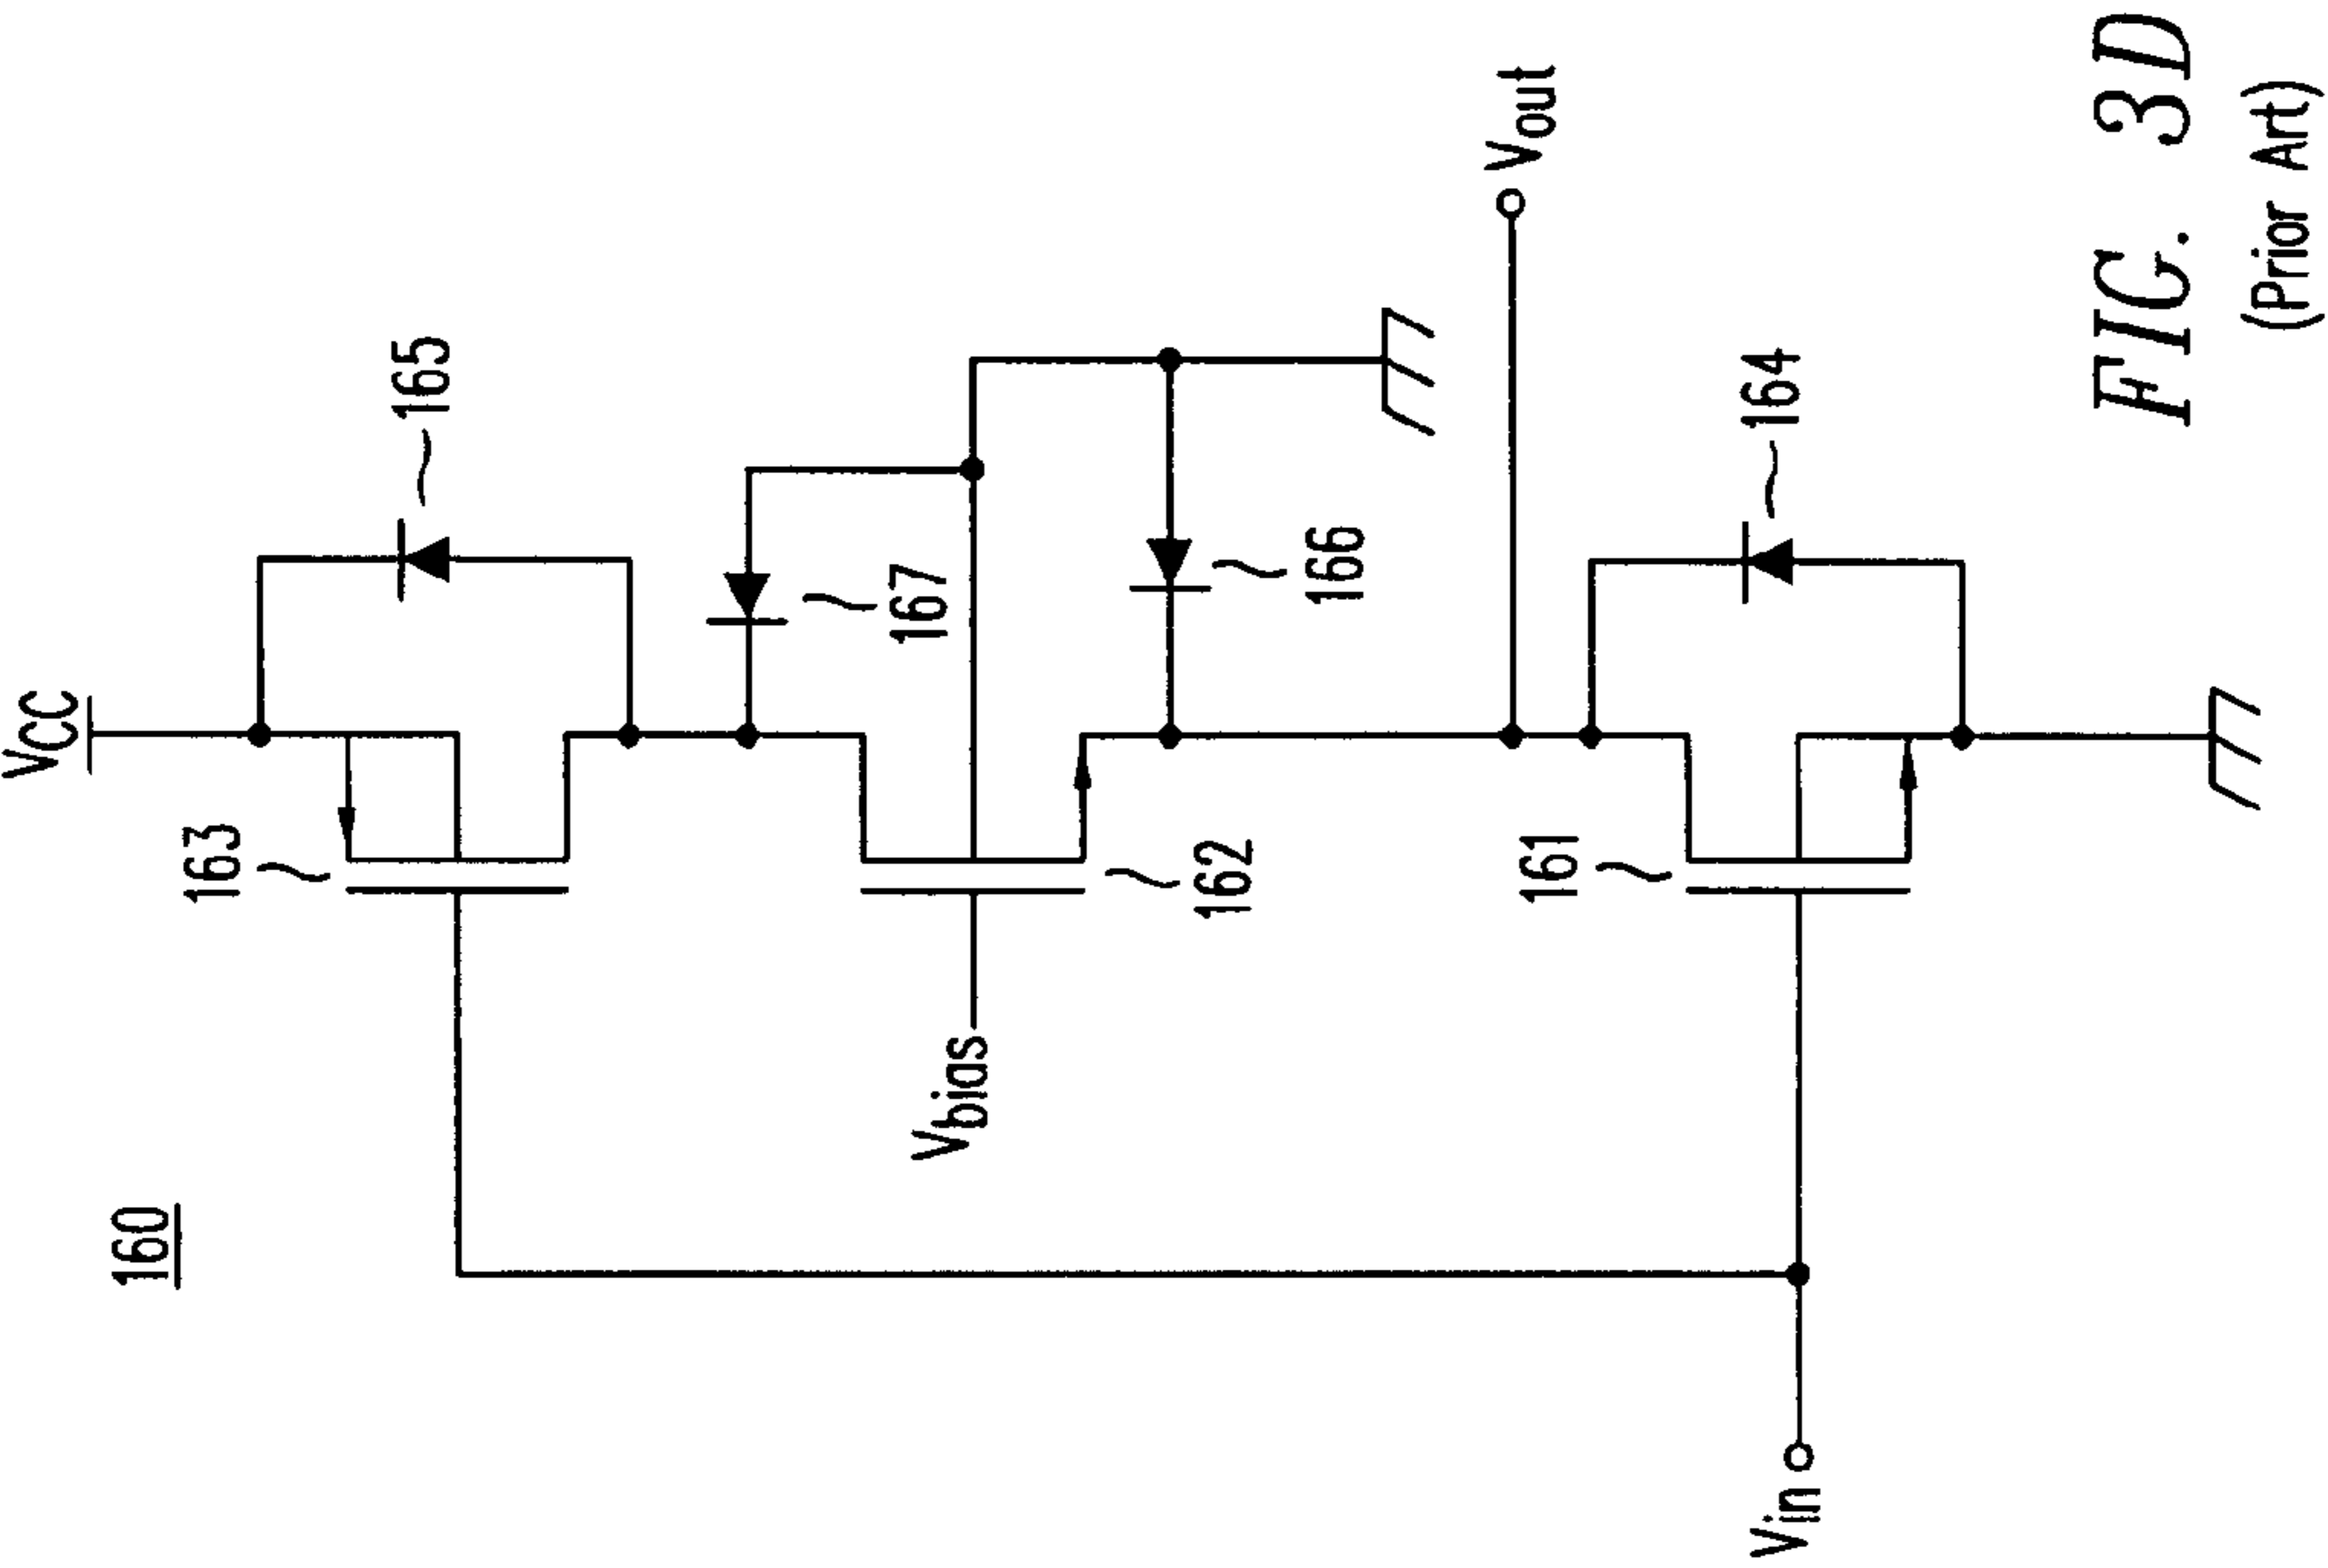 160
VCC
163
165
167
Vbias
162
166
Vout
161
164
Vin
FIG. 3D
(Prior Art)